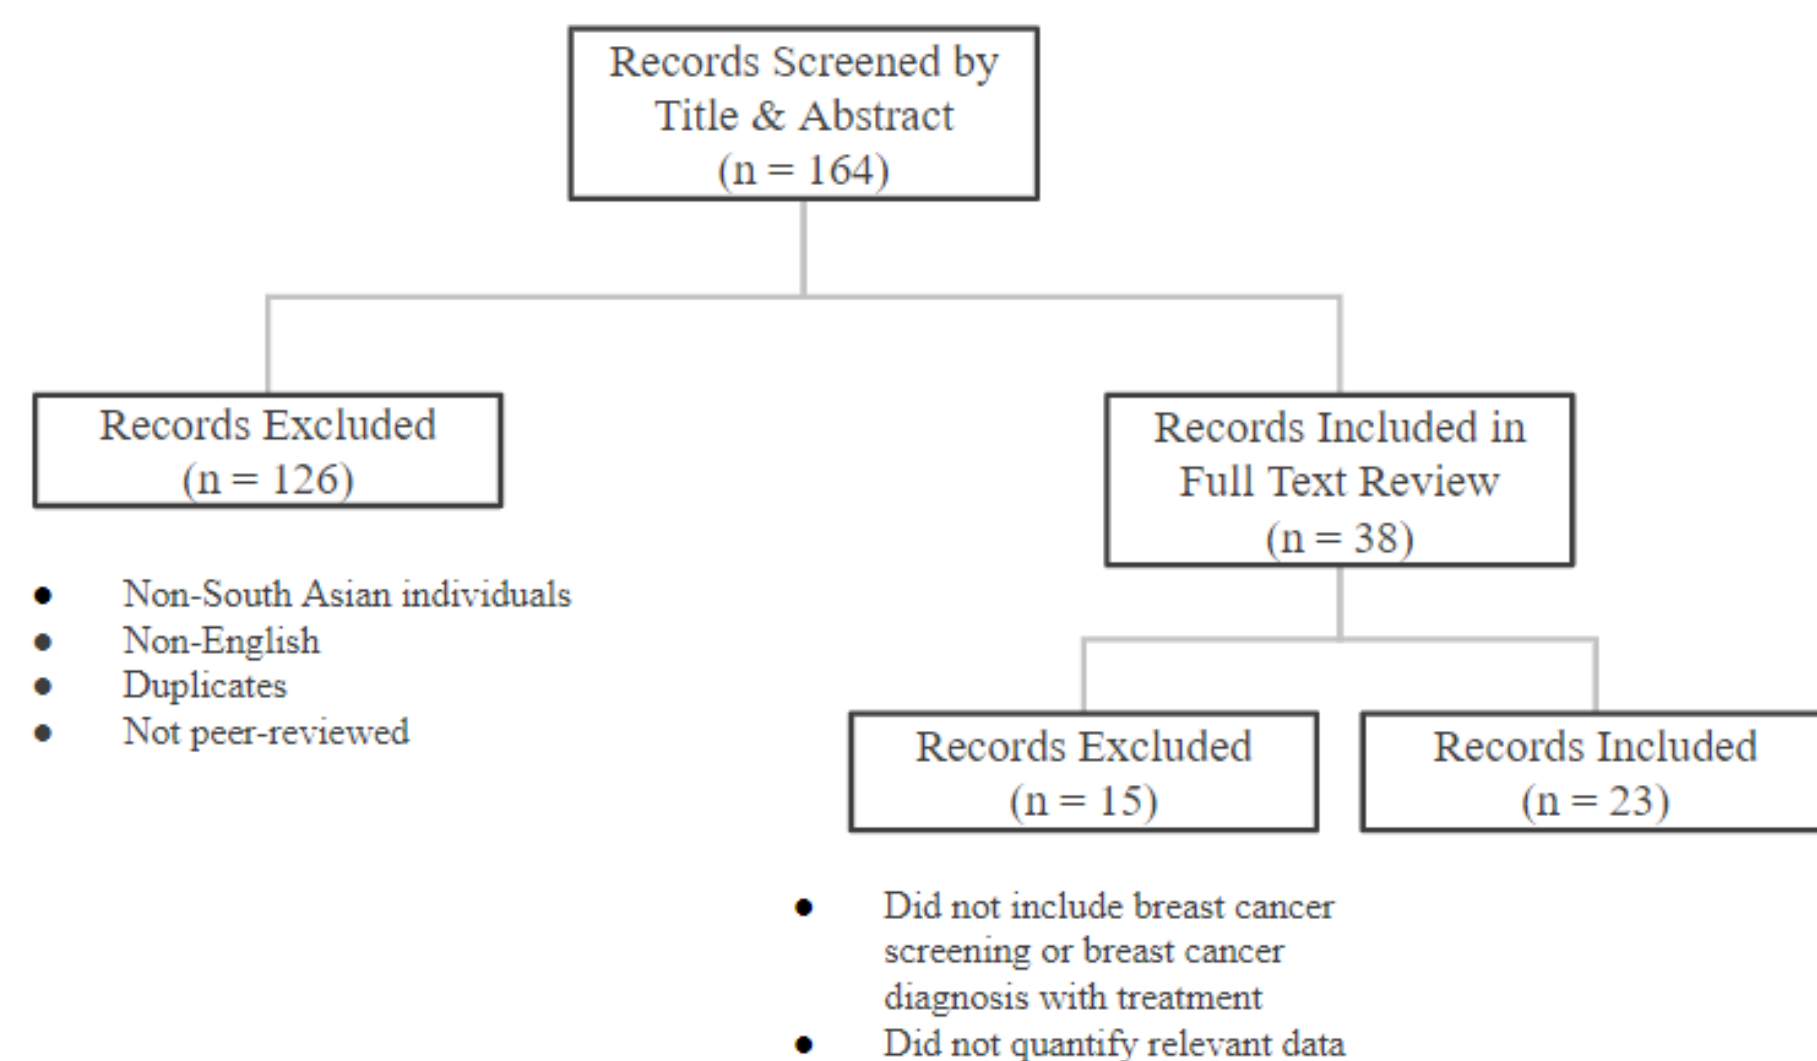 Records Screened by
Title & Abstract
(n = 164)
Records Excluded
(n = 126)
● Non-South Asian individuals
● Non-English
● Duplicates
● Not peer-reviewed
Records Included in
Full Text Review
(n = 38)
Records Excluded
(n = 15)
● Did not include breast cancer
screening or breast cancer
diagnosis with treatment
● Did not quantify relevant data
Records Included
(n = 23)